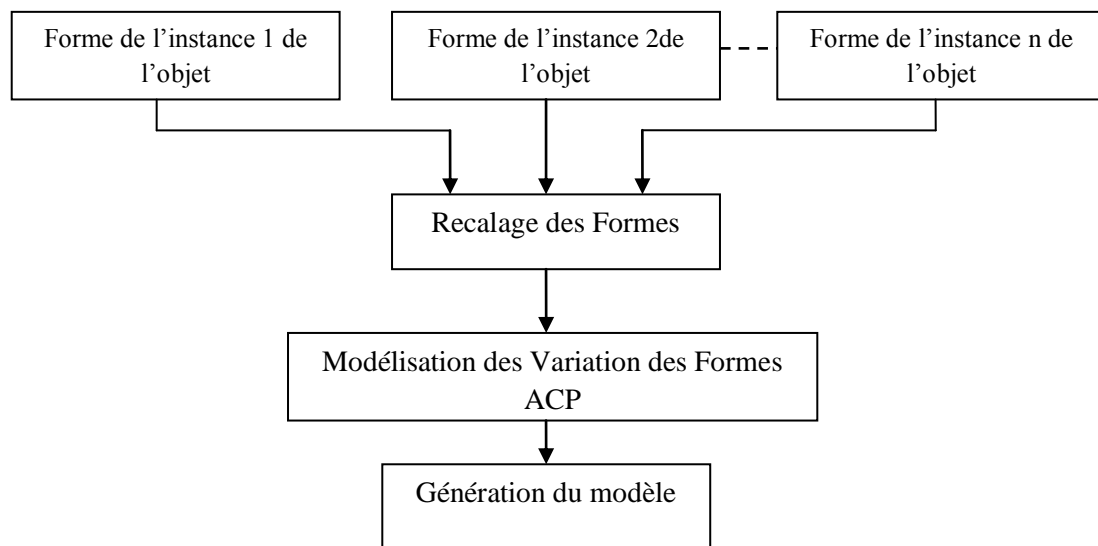 Forme de l’instance 1 de
l’objet
Forme de l’instance 2de
l’objet
Forme de l’instance n de
l’objet
Recalage des Formes
Modélisation des Variation des Formes
ACP
Génération du modèle